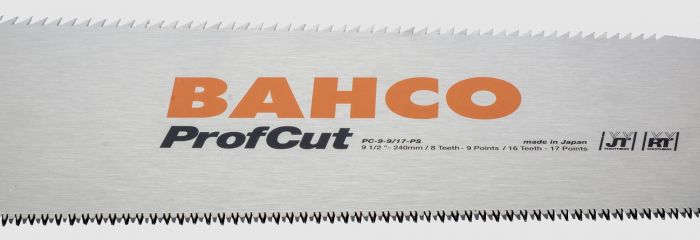 BAHCO
ProfCut
PC-9-9/17-PS
made in Japan
9 1/2 "- 240mm / 8 Teeth - 9 Points / 16 Teeth - 17 Points
JT
RT